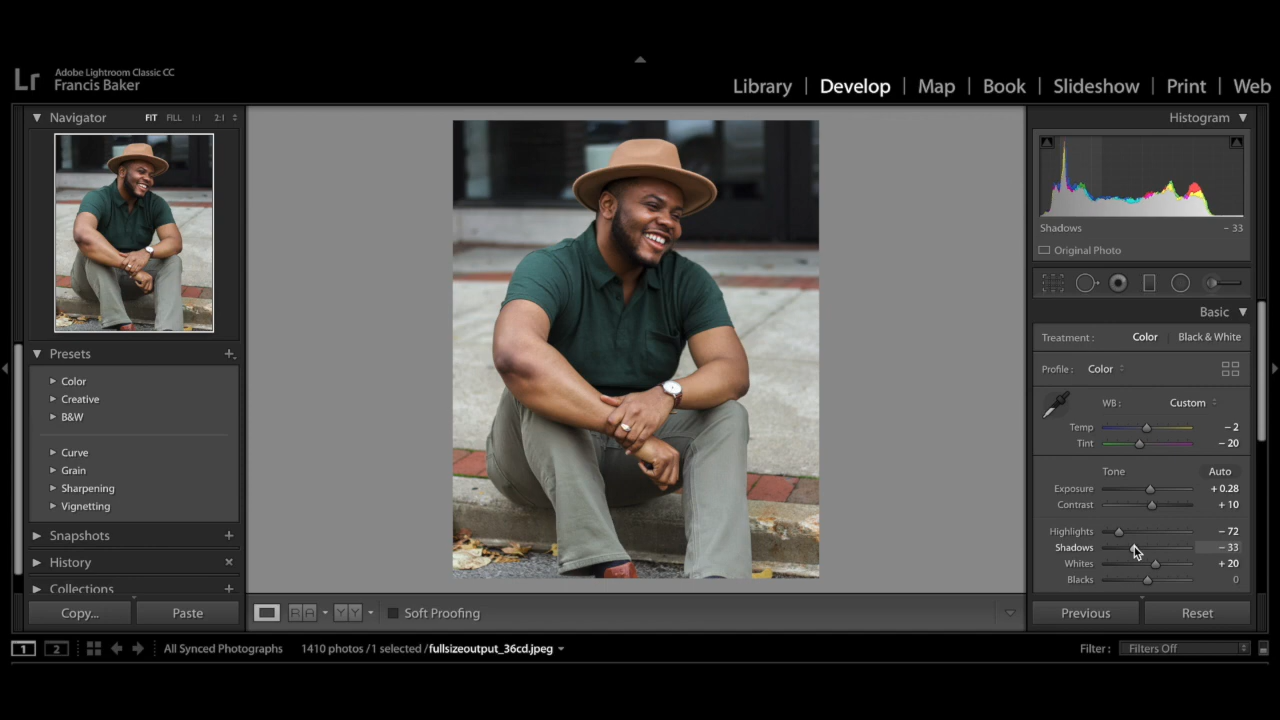 Lr
Adobe Lightroom Classic CC
Francis Baker
Library | Develop | Map | Book | Slideshow | Print | Web
Navigator FIT FILL 1:1 2:1
Presets
Color
Creative
B&W
Curve
Grain
Sharpening
Vignetting
Snapshots
History
Collections
Copy... Paste
RA YY Soft Proofing
Histogram
Shadows - 33
Original Photo
Basic
Treatment : Color Black & White
Profile : Color
WB : Custom
Temp - 2
Tint - 20
Tone Auto
Exposure + 0.28
Contrast + 10
Highlights - 72
Shadows - 33
Whites + 20
Blacks 0
Previous Reset
1 2 All Synced Photographs 1410 photos /1 selected /fullsizeoutput_36cd.jpeg Filter : Filters Off